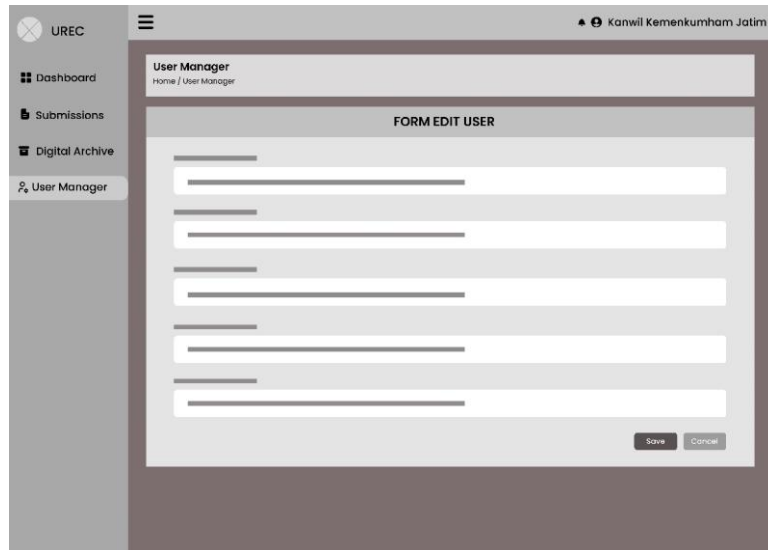 UREC
Kanwil Kemenkumham Jatim
Dashboard
Submissions
Digital Archive
User Manager
User Manager
Home / User Manager
FORM EDIT USER
Save
Cancel